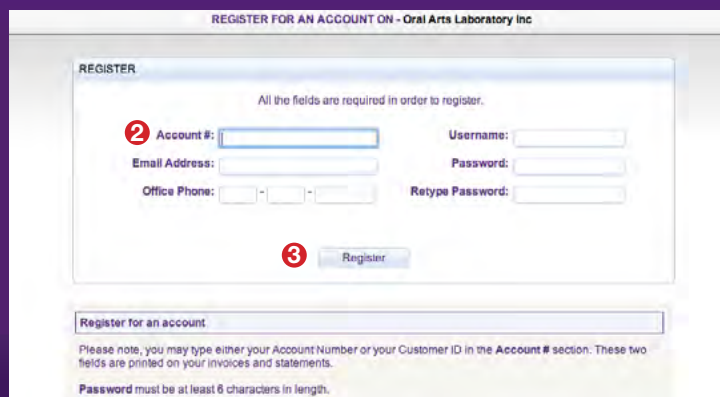 REGISTER FOR AN ACCOUNT ON - Oral Arts Laboratory Inc
REGISTER
All the fields are required in order to register.
2 Account #: Username:
Email Address: Password:
Office Phone: - - Retype Password:
3 Register
Register for an account
Please note, you may type either your Account Number or your Customer ID in the Account # section. These two
fields are printed on your invoices and statements.
Password must be at least 6 characters in length.